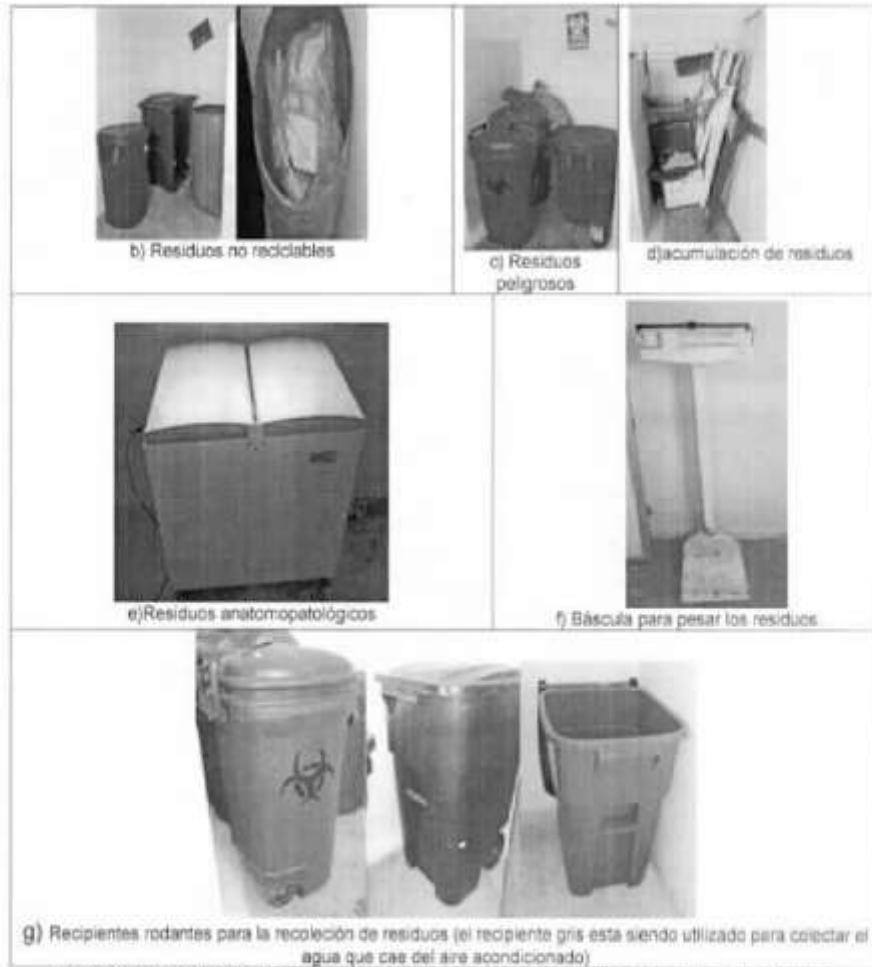 b) Residuos no reciclables
c) Residuos
peligrosos
d)acumulación de residuos
e)Residuos anatomopatológicos
f) Báscula para pesar los residuos
g) Recipientes rodantes para la recoleción de residuos (el recipiente gris esta siendo utilizado para colectar el
agua que cae del aire acondicionado)